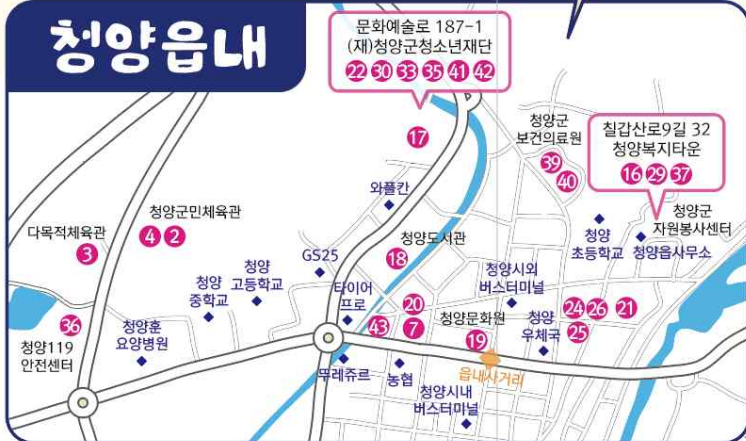 청양읍내
문화예술로 187-1
(재)청양군청소년재단
22 30 33 35 41 42
17
청양군
보건의료원
39
40
칠갑산로9길 32
청양복지타운
16 29 37
와플칸
청양군민체육관
4 2
다목적체육관
3
청양군
자원봉사센터
청양
초등학교
청양읍사무소
청양도서관
18
GS25
청양
고등학교
청양
중학교
타이어
프로
청양시외
버스터미널
20
7
43
24 26 21
25
36
청양119
안전센터
청양훈
요양병원
청양문화원
19
청양
우체국
읍내사거리
뚜레쥬르
농협
청양시내
버스터미널